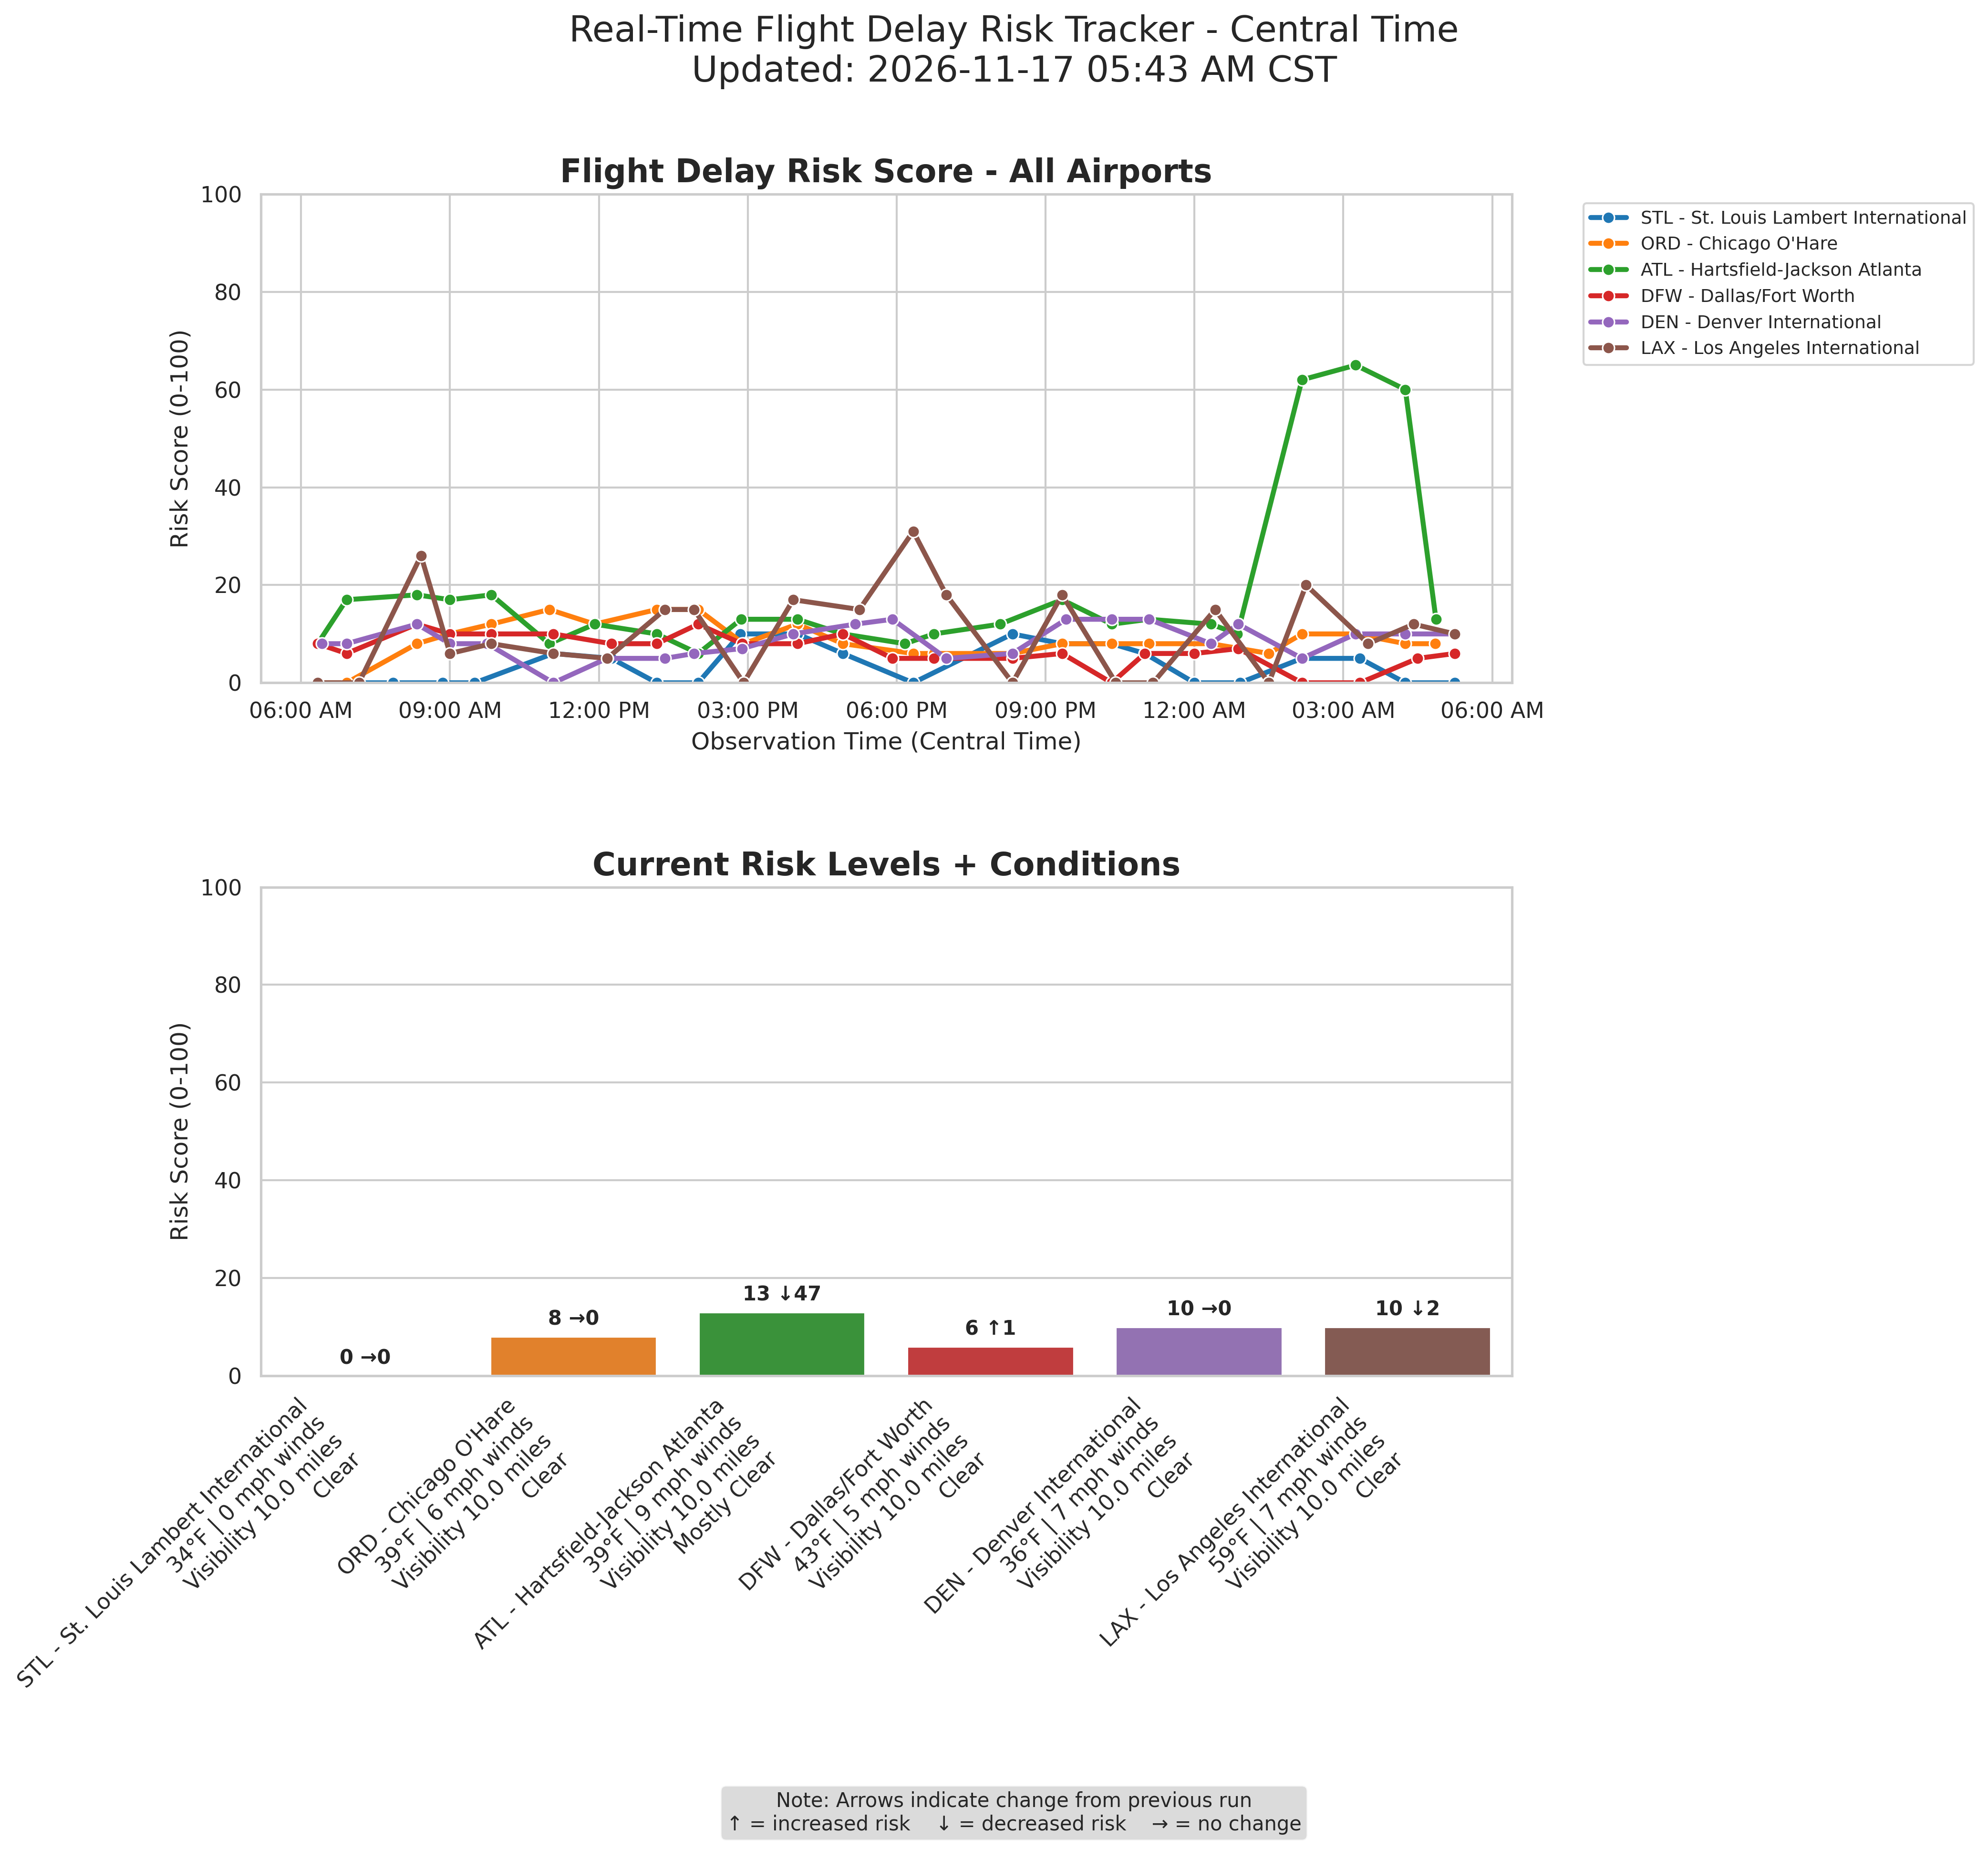 Real-Time Flight Delay Risk Tracker - Central Time
Updated: 2026-11-17 05:43 AM CST
Flight Delay Risk Score - All Airports
Risk Score (0-100)
100
80
60
40
20
0
06:00 AM
09:00 AM
12:00 PM
03:00 PM
06:00 PM
09:00 PM
12:00 AM
03:00 AM
06:00 AM
Observation Time (Central Time)
STL - St. Louis Lambert International
ORD - Chicago O'Hare
ATL - Hartsfield-Jackson Atlanta
DFW - Dallas/Fort Worth
DEN - Denver International
LAX - Los Angeles International
Current Risk Levels + Conditions
Risk Score (0-100)
100
80
60
40
20
0
0 →0
8 →0
13 ↓47
6 ↑1
10 →0
10 ↓2
STL - St. Louis Lambert International
34°F | 0 mph winds
Visibility 10.0 miles
Clear
ORD - Chicago O'Hare
39°F | 6 mph winds
Visibility 10.0 miles
Clear
ATL - Hartsfield-Jackson Atlanta
39°F | 9 mph winds
Visibility 10.0 miles
Mostly Clear
DFW - Dallas/Fort Worth
43°F | 5 mph winds
Visibility 10.0 miles
Clear
DEN - Denver International
36°F | 7 mph winds
Visibility 10.0 miles
Clear
LAX - Los Angeles International
59°F | 7 mph winds
Visibility 10.0 miles
Clear
Note: Arrows indicate change from previous run
↑ = increased risk ↓ = decreased risk → = no change